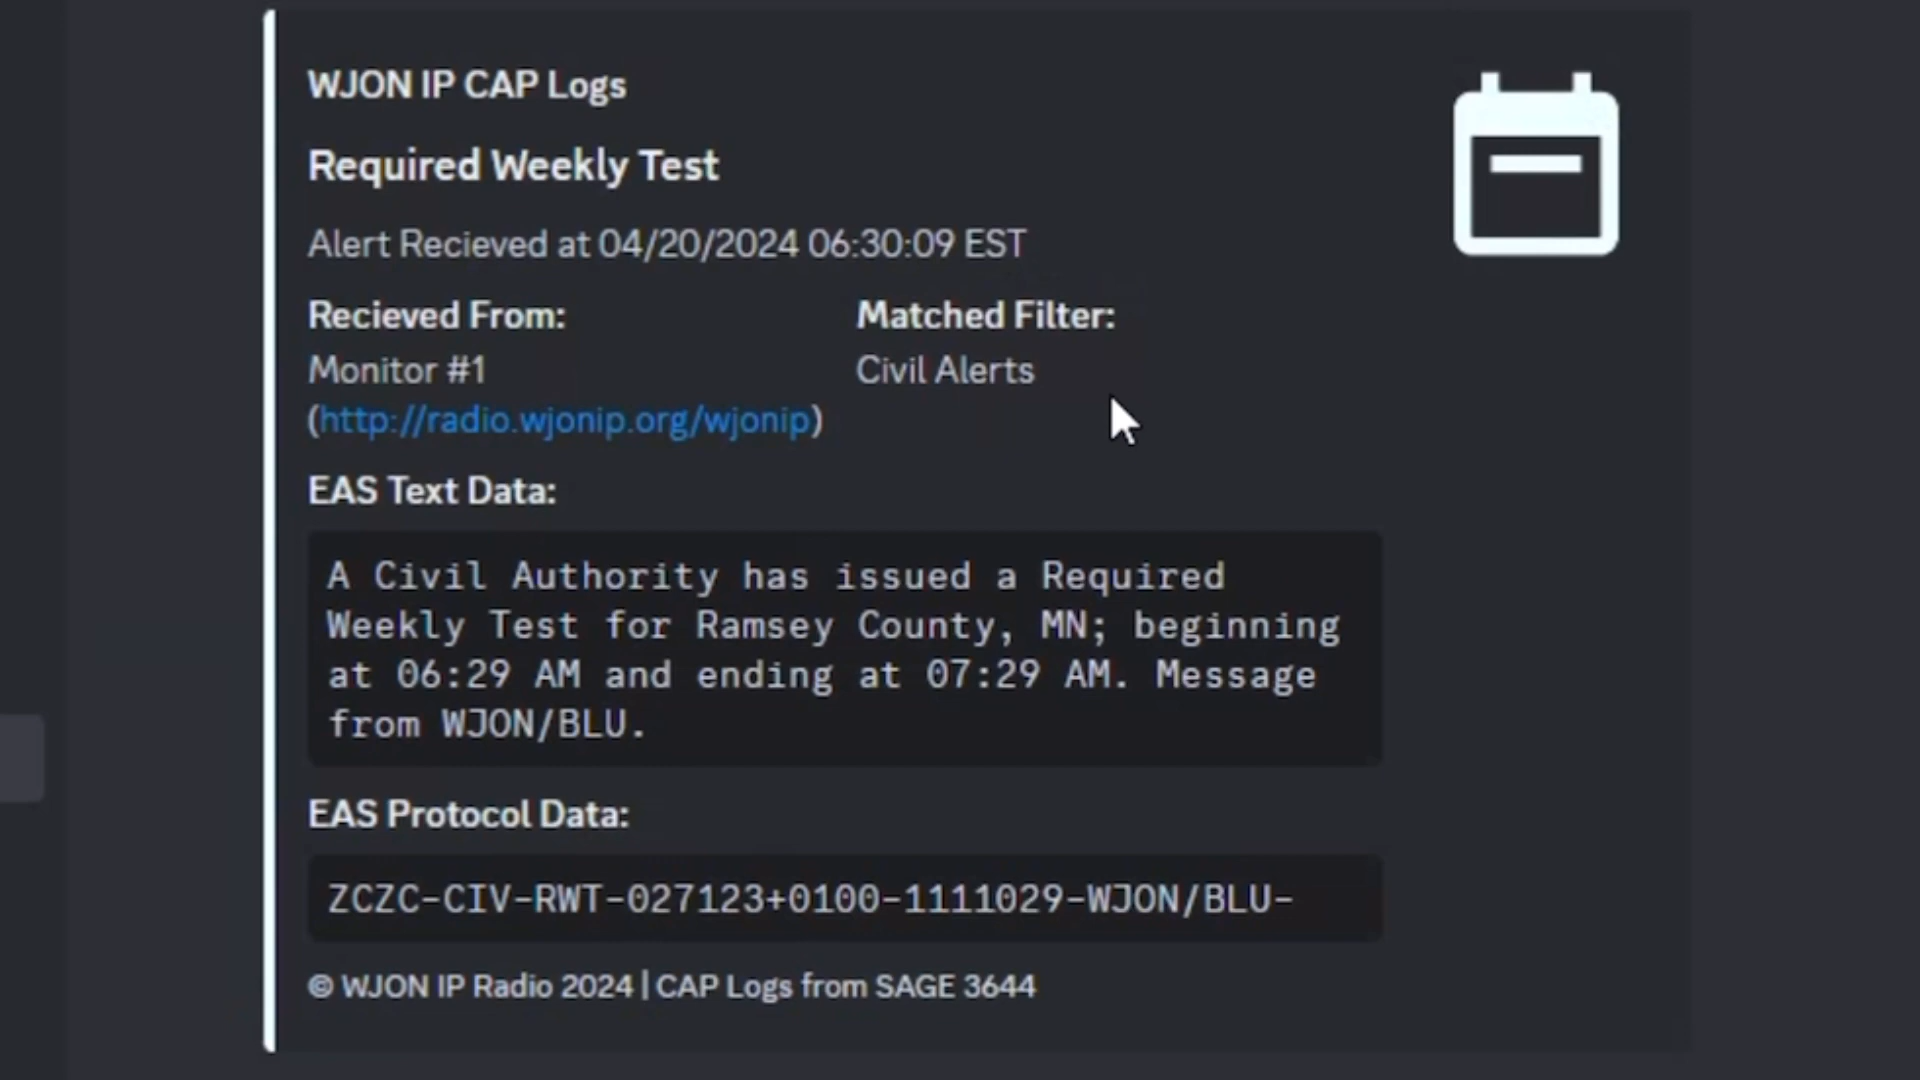 WJON IP CAP Logs
Required Weekly Test
Alert Recieved at 04/20/2024 06:30:09 EST
Recieved From:
Monitor #1
(http://radio.wjonip.org/wjonip)
Matched Filter:
Civil Alerts
EAS Text Data:
A Civil Authority has issued a Required
Weekly Test for Ramsey County, MN; beginning
at 06:29 AM and ending at 07:29 AM. Message
from WJON/BLU.
EAS Protocol Data:
ZCZC-CIV-RWT-027123+0100-1111029-WJON/BLU-
© WJON IP Radio 2024 | CAP Logs from SAGE 3644